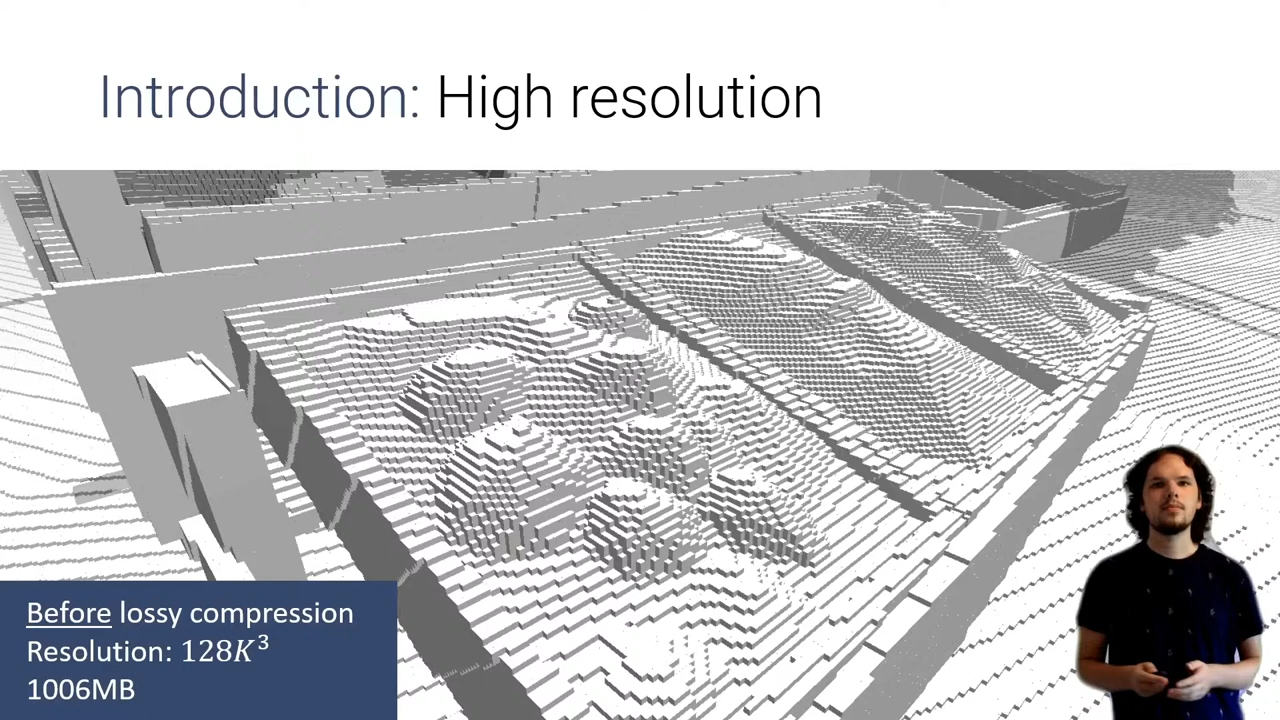 Introduction: High resolution
Before lossy compression
Resolution: 128K³
1006MB